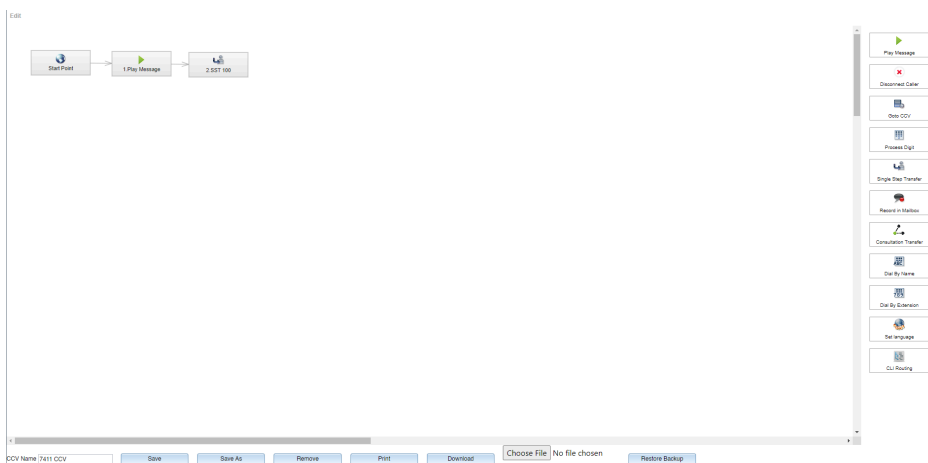 Edit
Start Point
1.Play Message
2.SST 100
Play Message
Disconnect Caller
Goto CCV
Process Digit
Single Step Transfer
Record in Mailbox
Consultation Transfer
ABC
Dial By Name
Dial By Extension
Set language
CLI Routing
CCV Name 7411 CCV Save Save As Remove Print Download Choose File No file chosen Restore Backup